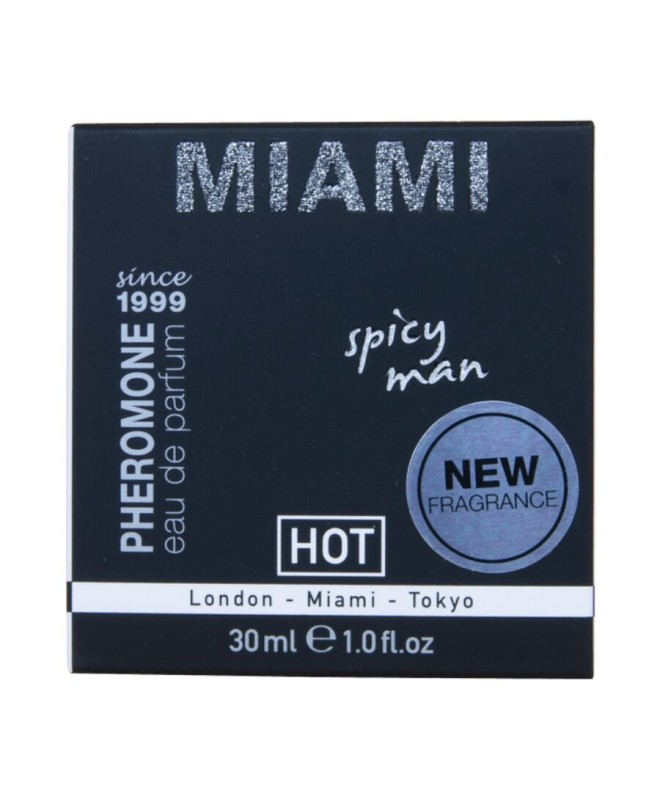 MIAMI
since
1999
PHEROMONE
eau de parfum
spicy
man
NEW
FRAGRANCE
HOT
London - Miami - Tokyo
30ml ℮ 1.0fl.oz